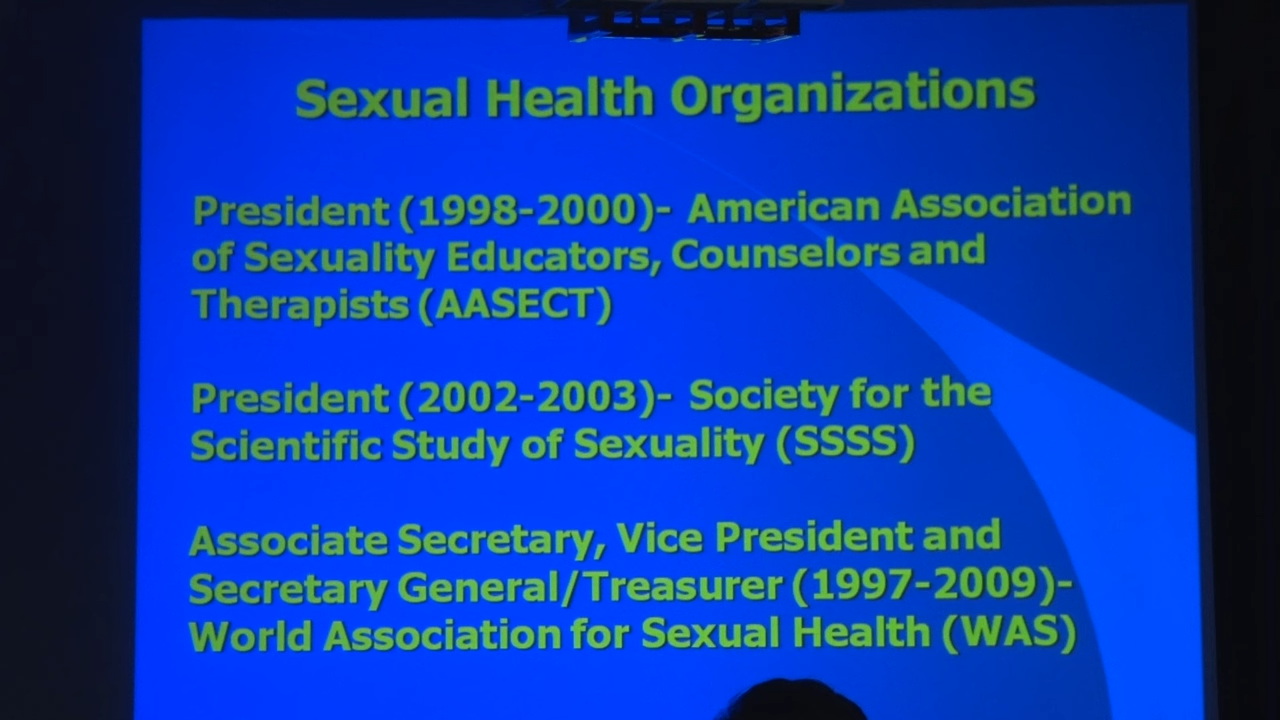 Sexual Health Organizations
President (1998-2000)- American Association
of Sexuality Educators, Counselors and
Therapists (AASECT)
President (2002-2003)- Society for the
Scientific Study of Sexuality (SSSS)
Associate Secretary, Vice President and
Secretary General/Treasurer (1997-2009)-
World Association for Sexual Health (WAS)